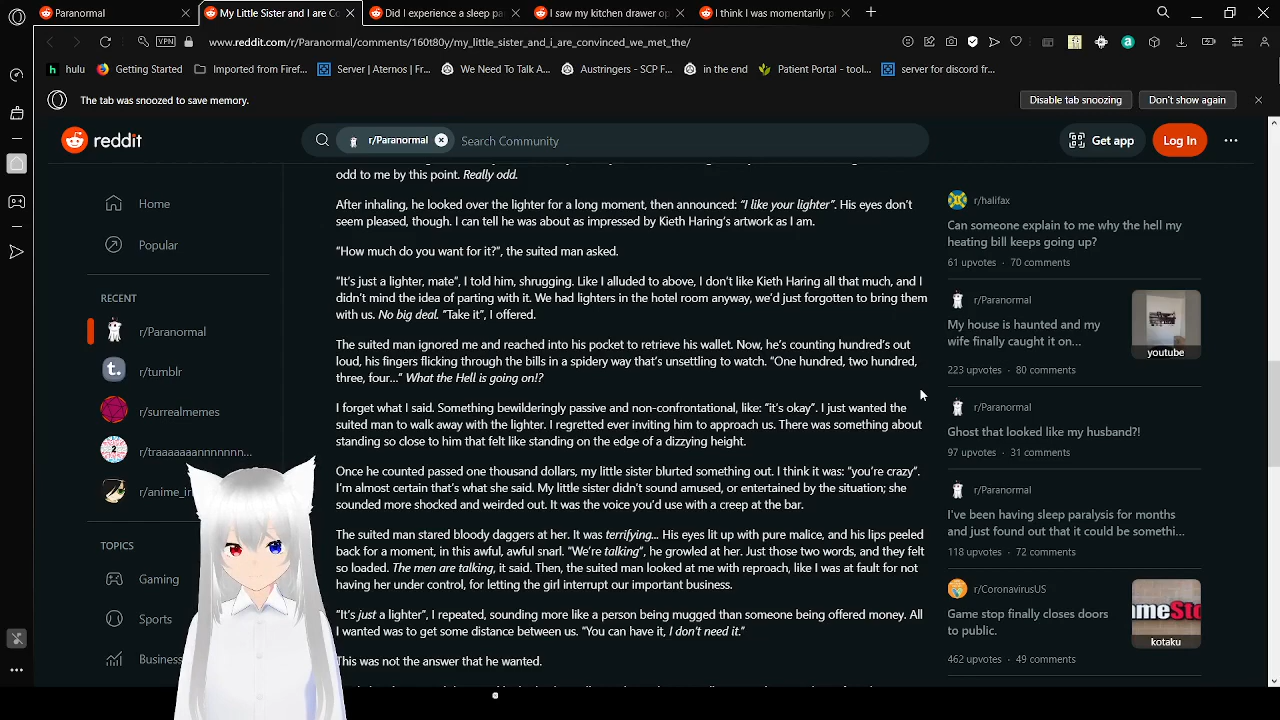 Paranormal
My Little Sister and I are Co
Did I experience a sleep pa
I saw my kitchen drawer op
I think I was momentarily p
VPN
www.reddit.com/r/Paranormal/comments/160t80y/my_little_sister_and_i_are_convinced_we_met_the/
hulu
Getting Started
Imported from Firef...
Server | Aternos | Fr...
We Need To Talk A...
Austringers - SCP F...
in the end
Patient Portal - tool...
server for discord fr...
The tab was snoozed to save memory.
Disable tab snoozing
Don't show again
reddit
r/Paranormal
Search Community
Get app
Log In
Home
Popular
RECENT
r/Paranormal
r/tumblr
r/surrealmemes
r/traaaaaaannnnnnn...
TOPICS
Gaming
Sports
odd to me by this point. Really odd.
After inhaling, he looked over the lighter for a long moment, then announced: “I like your lighter”. His eyes don’t
seem pleased, though. I can tell he was about as impressed by Kieth Haring’s artwork as I am.
“How much do you want for it?”, the suited man asked.
“It’s just a lighter, mate”, I told him, shrugging. Like I alluded to above, I don’t like Kieth Haring all that much, and I
didn’t mind the idea of parting with it. We had lighters in the hotel room anyway, we’d just forgotten to bring them
with us. No big deal. “Take it”, I offered.
The suited man ignored me and reached into his pocket to retrieve his wallet. Now, he’s counting hundred’s out
loud, his fingers flicking through the bills in a spidery way that’s unsettling to watch. “One hundred, two hundred,
three, four...” What the Hell is going on!?
I forget what I said. Something bewilderingly passive and non-confrontational, like: “it’s okay”. I just wanted the
suited man to walk away with the lighter. I regretted ever inviting him to approach us. There was something about
standing so close to him that felt like standing on the edge of a dizzying height.
Once he counted passed one thousand dollars, my little sister blurted something out. I think it was: “you’re crazy”.
I’m almost certain that’s what she said. My little sister didn’t sound amused, or entertained by the situation; she
sounded more shocked and weirded out. It was the voice you’d use with a creep at the bar.
The suited man stared bloody daggers at her. It was terrifying... His eyes lit up with pure malice, and his lips peeled
back for a moment, in this awful, awful snarl. “We’re talking”, he growled at her. Just those two words, and they felt
so loaded. The men are talking, it said. Then, the suited man looked at me with reproach, like I was at fault for not
having her under control, for letting the girl interrupt our important business.
“It’s just a lighter”, I repeated, sounding more like a person being mugged than someone being offered money. All
I wanted was to get some distance between us. “You can have it, I don’t need it.”
This was not the answer that he wanted.
r/halifax
Can someone explain to me why the hell my
heating bill keeps going up?
61 upvotes · 70 comments
r/Paranormal
My house is haunted and my
wife finally caught it on...
youtube
223 upvotes · 80 comments
r/Paranormal
Ghost that looked like my husband?!
97 upvotes · 31 comments
r/Paranormal
I've been having sleep paralysis for months
and just found out that it could be somethi...
118 upvotes · 72 comments
r/CoronavirusUS
Game stop finally closes doors
to public.
kotaku
462 upvotes · 49 comments